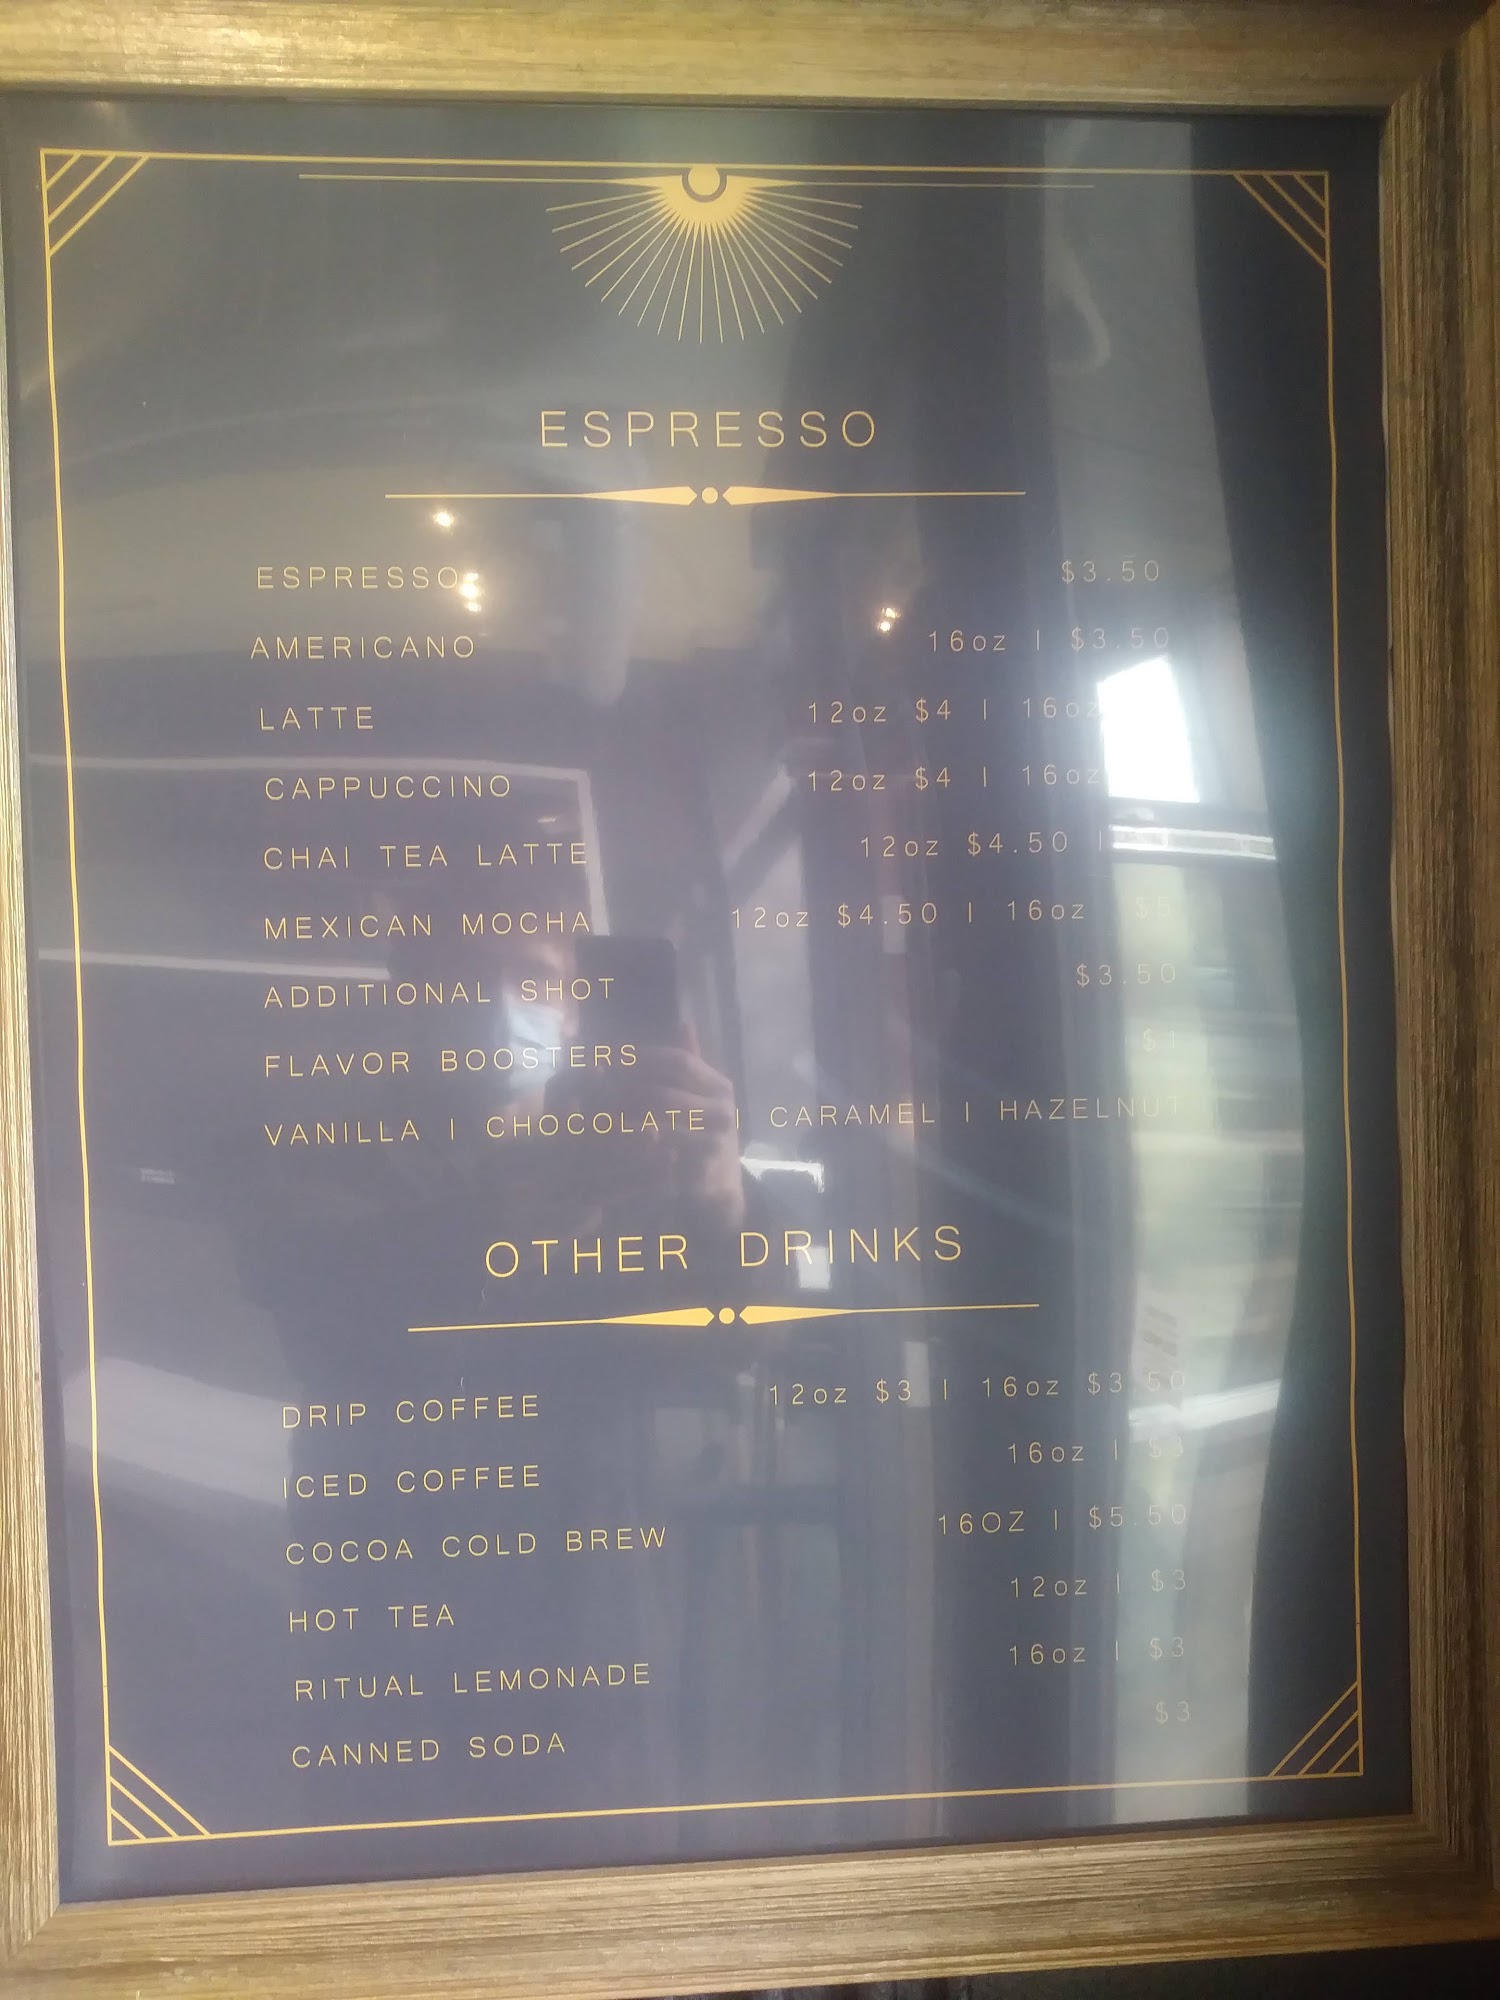 ESPRESSO
ESPRESSO $3.50
AMERICANO 16oz | $3.50
LATTE 12oz $4 | 16oz
CAPPUCCINO 12oz $4 | 16oz
CHAI TEA LATTE 12oz $4.50 |
MEXICAN MOCHA 12oz $4.50 | 16oz $5
ADDITIONAL SHOT $3.50
FLAVOR BOOSTERS $1
VANILLA | CHOCOLATE | CARAMEL | HAZELNUT
OTHER DRINKS
DRIP COFFEE 12oz $3 | 16oz $3.50
ICED COFFEE 16oz | $3
COCOA COLD BREW 16OZ | $5.50
HOT TEA 12oz | $3
RITUAL LEMONADE 16oz | $3
CANNED SODA $3